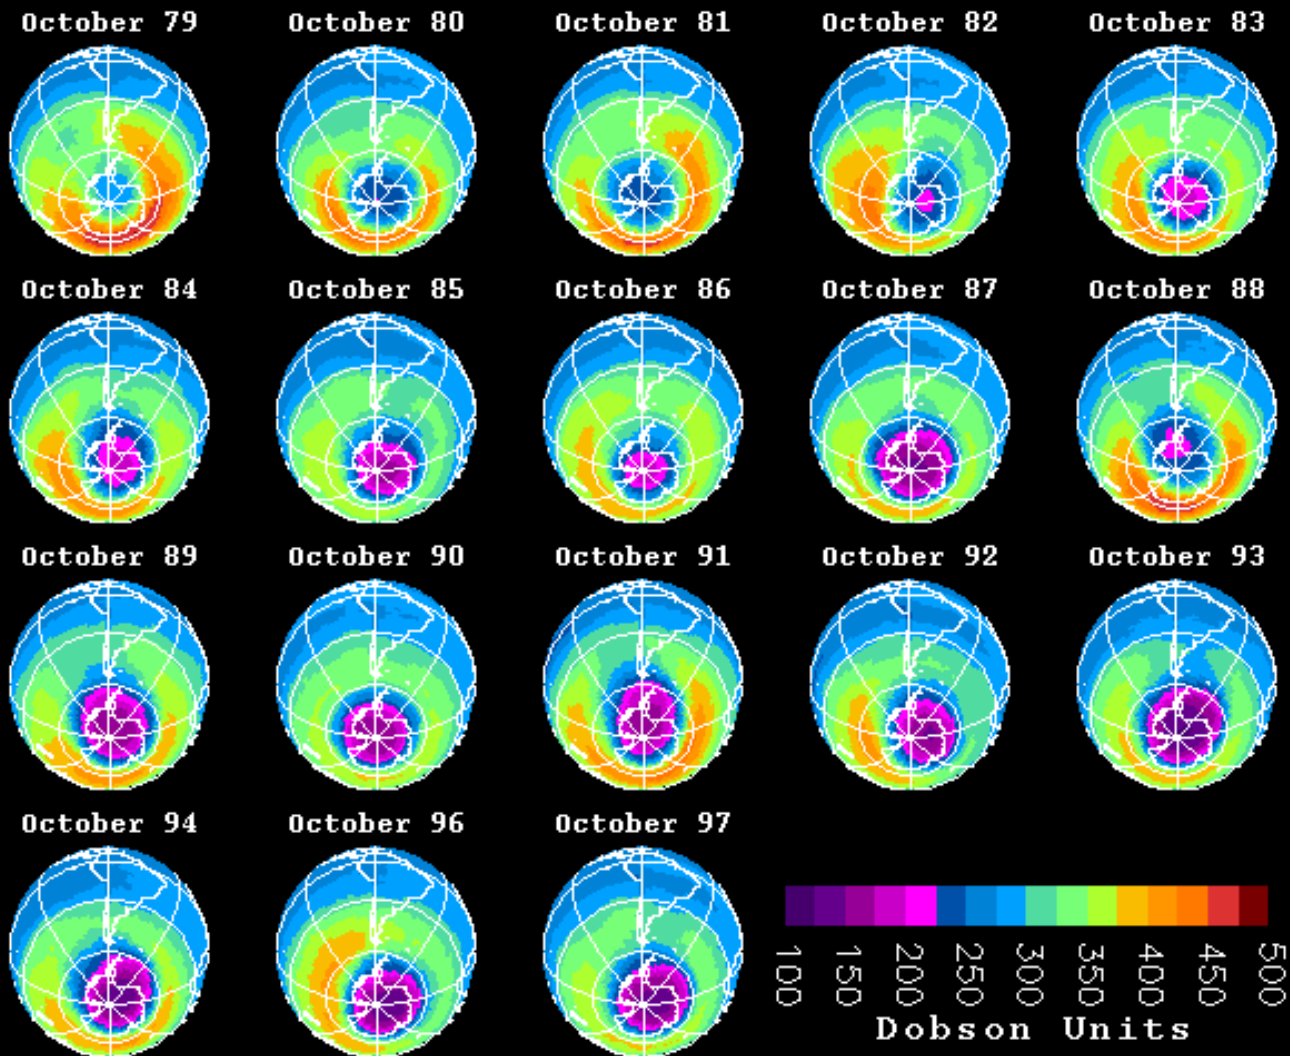 October 79 October 80 October 81 October 82 October 83
October 84 October 85 October 86 October 87 October 88
October 89 October 90 October 91 October 92 October 93
October 94 October 96 October 97
100 150 200 250 300 350 400 450 500
Dobson Units